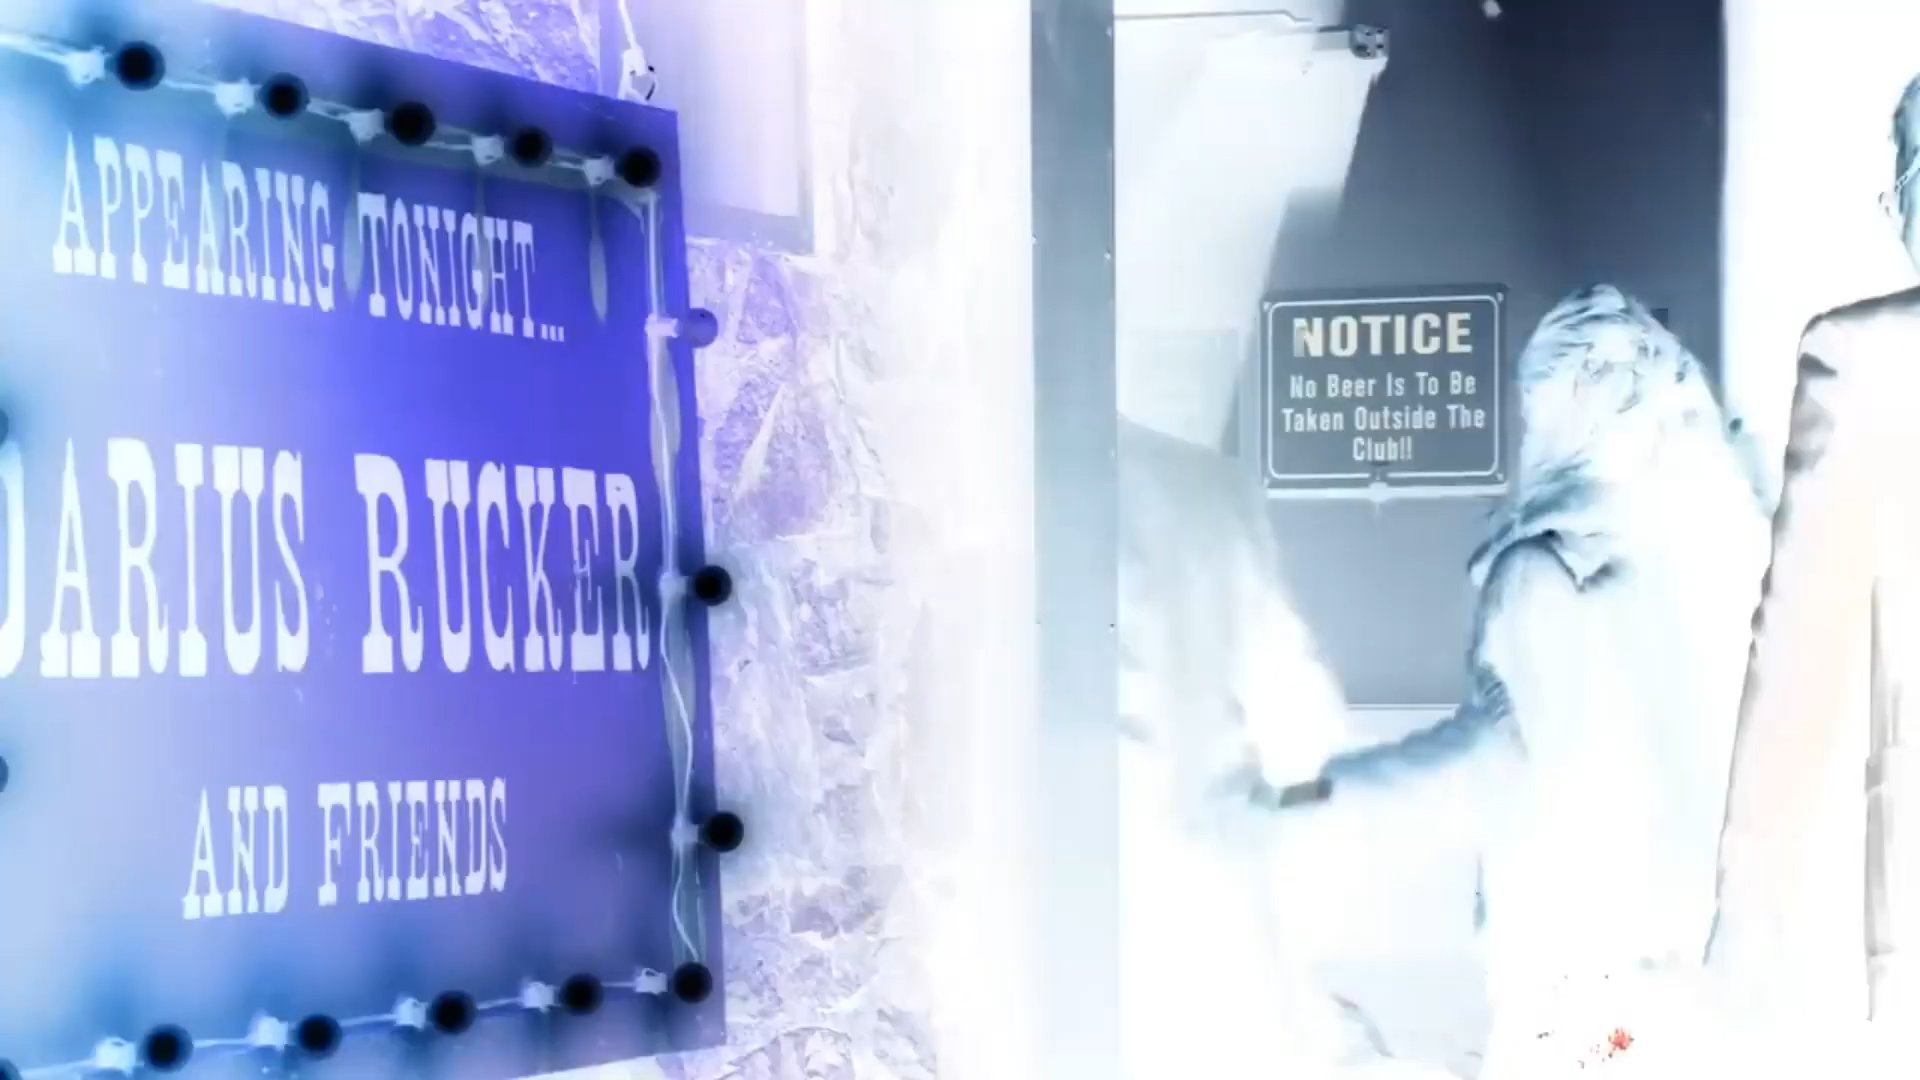 APPEARING TONIGHT...
DARIUS RUCKER
AND FRIENDS
NOTICE
No Beer Is To Be
Taken Outside The
Club!!